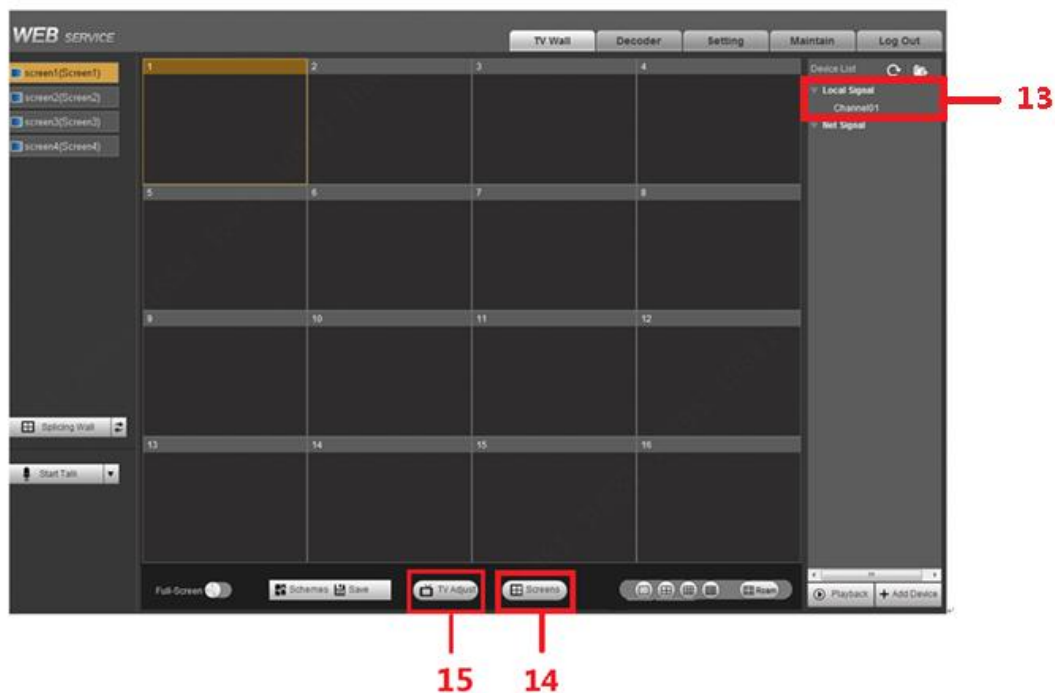 WEB SERVICE
TV Wall Decoder Setting Maintain Log Out
screen1(Screen1)
screen2(Screen2)
screen3(Screen3)
screen4(Screen4)
1 2 3 4
5 6 7 8
9 10 11 12
13 14 15 16
Device List
Local Signal
Channel01
Net Signal
13
Splicing Wall
Start Talk
Full-Screen Schemes Save TV Adjust Screens Roam
Playback Add Device
15 14